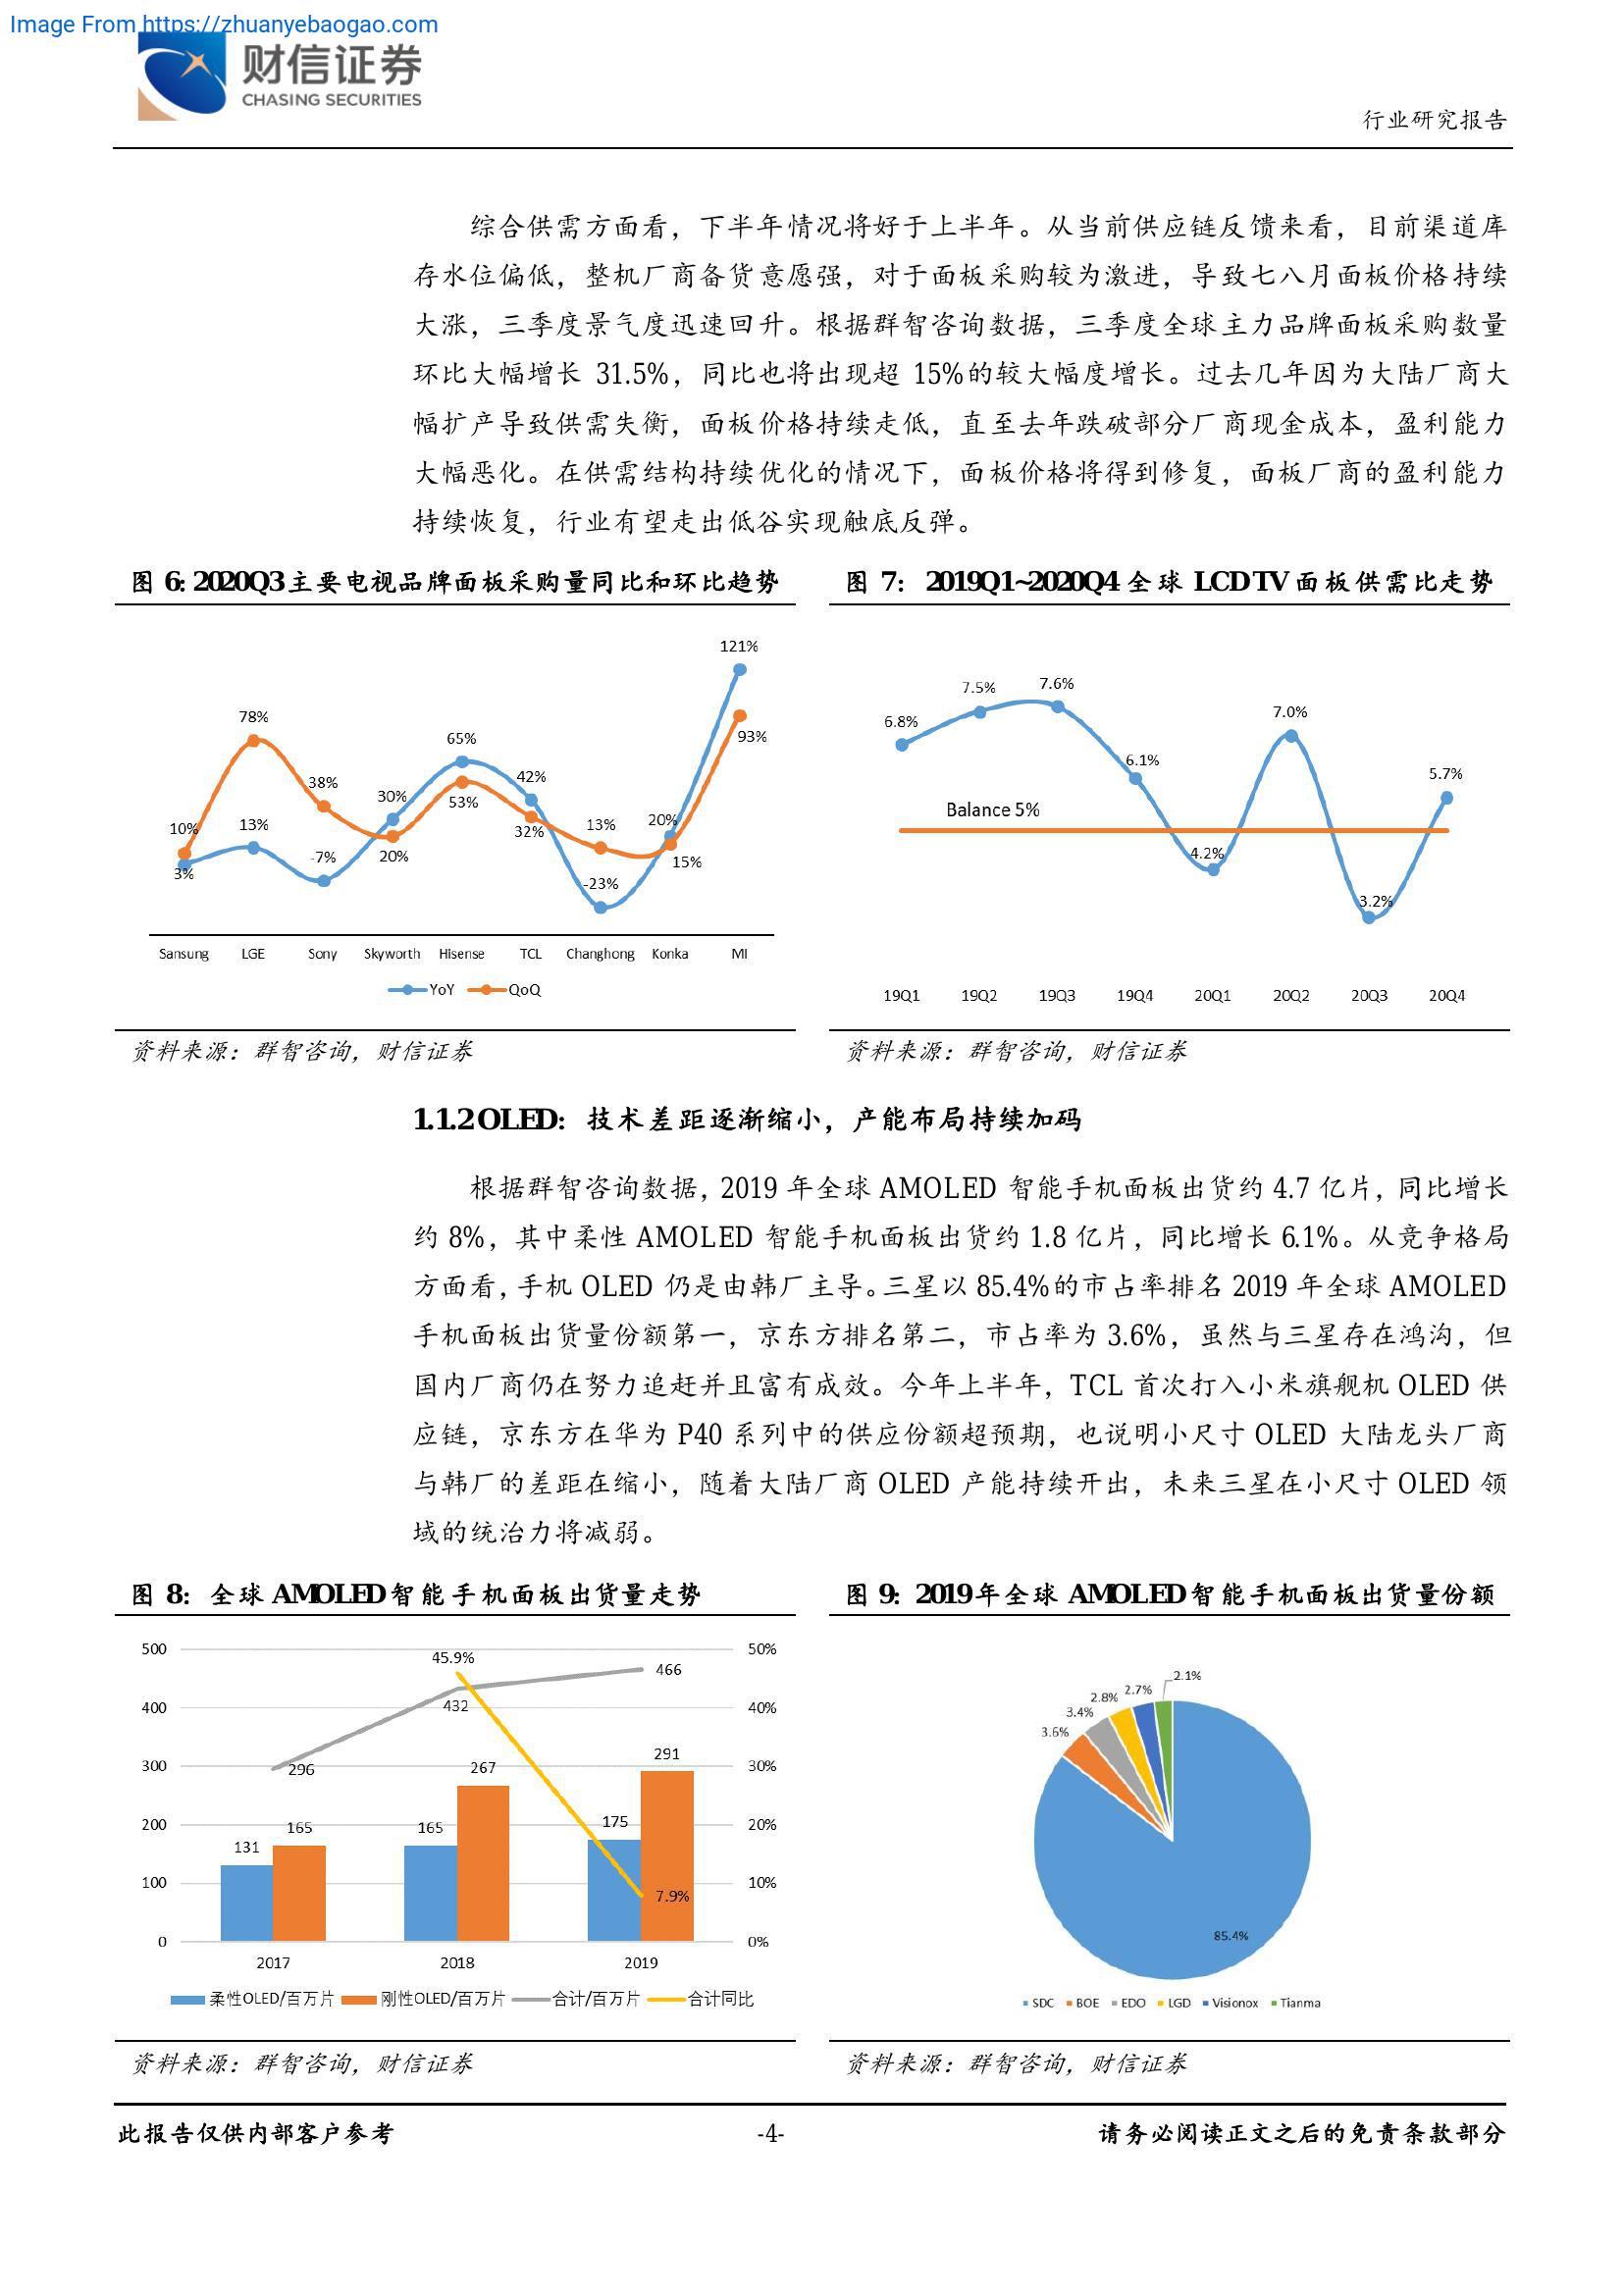 Image From https://zhuanyebaogao.com
财信证券
CHASING SECURITIES
行业研究报告
综合供需方面看，下半年情况将好于上半年。从当前供应链反馈来看，目前渠道库
存水位偏低，整机厂商备货意愿强，对于面板采购较为激进，导致七八月面板价格持续
大涨，三季度景气度迅速回升。根据群智咨询数据，三季度全球主力品牌面板采购数量
环比大幅增长 31.5%，同比也将出现超 15%的较大幅度增长。过去几年因为大陆厂商大
幅扩产导致供需失衡，面板价格持续走低，直至去年跌破部分厂商现金成本，盈利能力
大幅恶化。在供需结构持续优化的情况下，面板价格将得到修复，面板厂商的盈利能力
持续恢复，行业有望走出低谷实现触底反弹。
图 6: 2020Q3 主要电视品牌面板采购量同比和环比趋势
121%
78%
93%
65%
38%
42%
30%
53%
10%
13%
32%
13%
20%
-7%
20%
15%
3%
-23%
Sansung LGE Sony Skyworth Hisense TCL Changhong Konka MI
YoY QoQ
资料来源：群智咨询，财信证券
图 7: 2019Q1~2020Q4 全球 LCD TV 面板供需比走势
7.5% 7.6%
6.8%
7.0%
6.1%
5.7%
Balance 5%
4.2%
3.2%
19Q1 19Q2 19Q3 19Q4 20Q1 20Q2 20Q3 20Q4
资料来源：群智咨询，财信证券
1.1.2 OLED：技术差距逐渐缩小，产能布局持续加码
根据群智咨询数据，2019 年全球 AMOLED 智能手机面板出货约 4.7 亿片，同比增长
约 8%，其中柔性 AMOLED 智能手机面板出货约 1.8 亿片，同比增长 6.1%。从竞争格局
方面看，手机 OLED 仍是由韩厂主导。三星以 85.4%的市占率排名 2019 年全球 AMOLED
手机面板出货量份额第一，京东方排名第二，市占率为 3.6%，虽然与三星存在鸿沟，但
国内厂商仍在努力追赶并且富有成效。今年上半年，TCL 首次打入小米旗舰机 OLED 供
应链，京东方在华为 P40 系列中的供应份额超预期，也说明小尺寸 OLED 大陆龙头厂商
与韩厂的差距在缩小，随着大陆厂商 OLED 产能持续开出，未来三星在小尺寸 OLED 领
域的统治力将减弱。
图 8: 全球 AMOLED 智能手机面板出货量走势
500 50%
45.9%
466
400 432 40%
291
300 296 267 30%
200 165 165 175 20%
131
100 7.9% 10%
0 0%
2017 2018 2019
柔性OLED/百万片 刚性OLED/百万片 合计/百万片 合计同比
资料来源：群智咨询，财信证券
图 9: 2019年全球 AMOLED 智能手机面板出货量份额
2.1%
2.7%
2.8%
3.4%
3.6%
85.4%
SDC BOE EDO LGD Visionox Tianma
资料来源：群智咨询，财信证券
此报告仅供内部客户参考
-4-
请务必阅读正文之后的免责条款部分